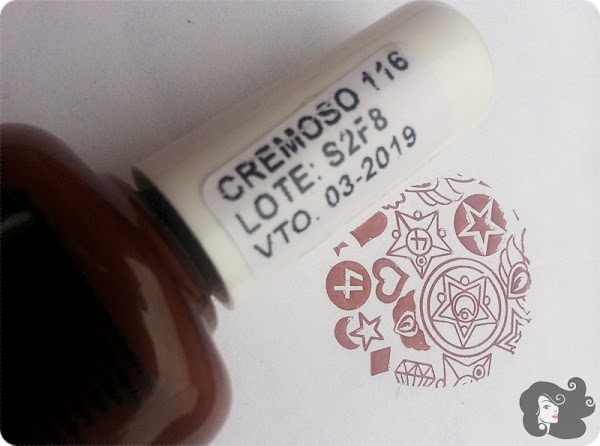 CREMOSO 116
LOTE: S2F8
VTO. 03-2019